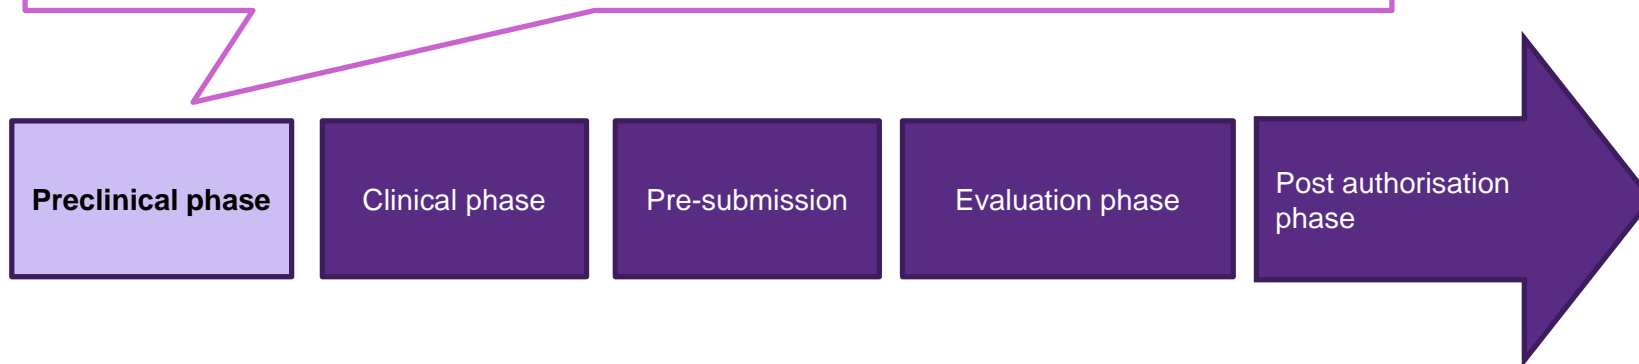 Preclinical phase
Clinical phase
Pre-submission
Evaluation phase
Post authorisation
phase